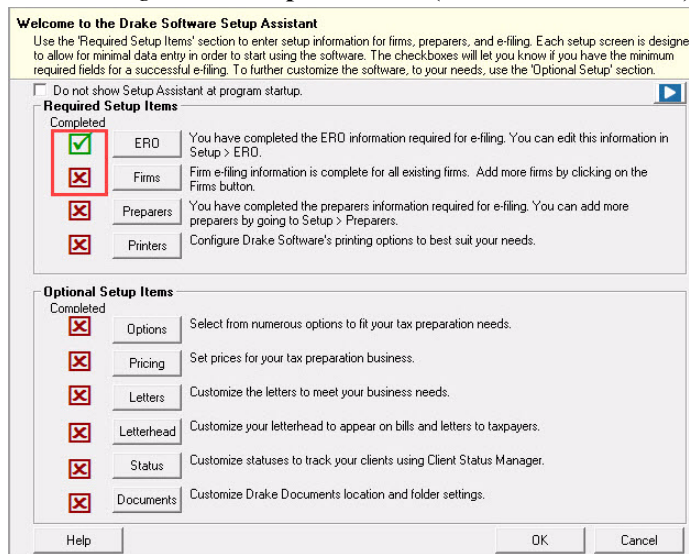 Welcome to the Drake Software Setup Assistant
Use the 'Required Setup Items' section to enter setup information for firms, preparers, and e-filing. Each setup screen is designe
to allow for minimal data entry in order to start using the software. The checkboxes will let you know if you have the minimum
required fields for a successful e-filing. To further customize the software, to your needs, use the 'Optional Setup' section.
Do not show Setup Assistant at program startup.
Required Setup Items
Completed
ERO
You have completed the ERO information required for e-filing. You can edit this information in
Setup > ERO.
Firms
Firm e-filing information is complete for all existing firms. Add more firms by clicking on the
Firms button.
Preparers
You have completed the preparers information required for e-filing. You can add more
preparers by going to Setup > Preparers.
Printers
Configure Drake Software's printing options to best suit your needs.
Optional Setup Items
Completed
Options
Select from numerous options to fit your tax preparation needs.
Pricing
Set prices for your tax preparation business.
Letters
Customize the letters to meet your business needs.
Letterhead
Customize your letterhead to appear on bills and letters to taxpayers.
Status
Customize statuses to track your clients using Client Status Manager.
Documents
Customize Drake Documents location and folder settings.
Help
OK
Cancel